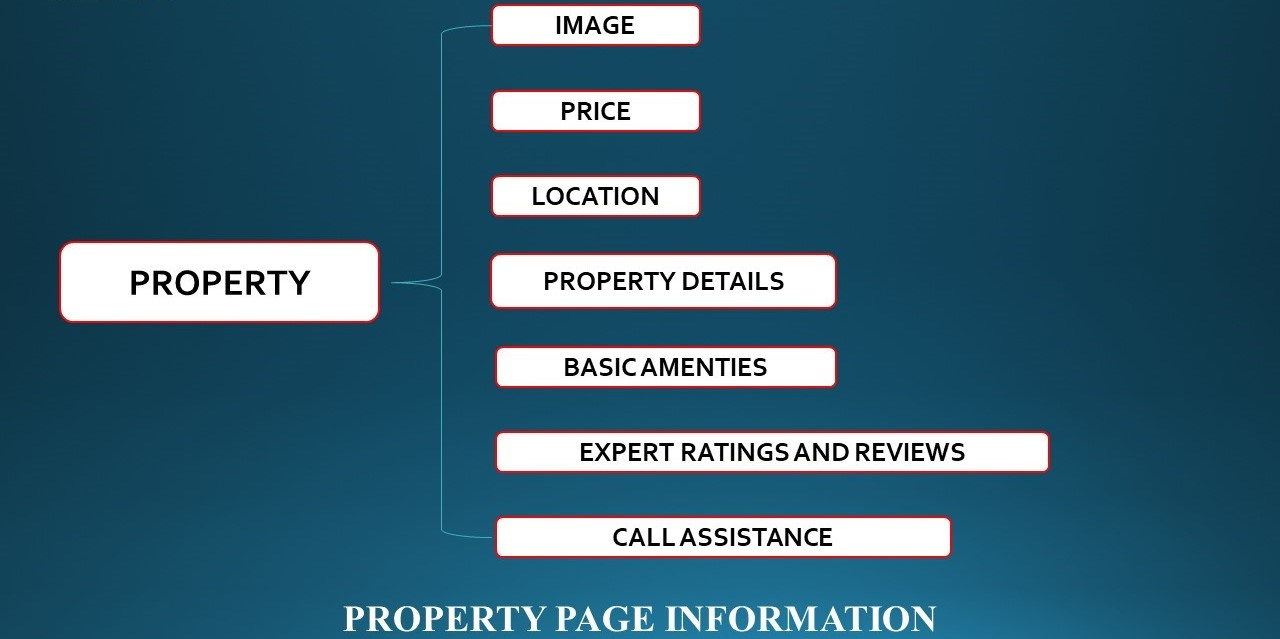 IMAGE
PRICE
LOCATION
PROPERTY
PROPERTY DETAILS
BASIC AMENTIES
EXPERT RATINGS AND REVIEWS
CALL ASSISTANCE
PROPERTY PAGE INFORMATION